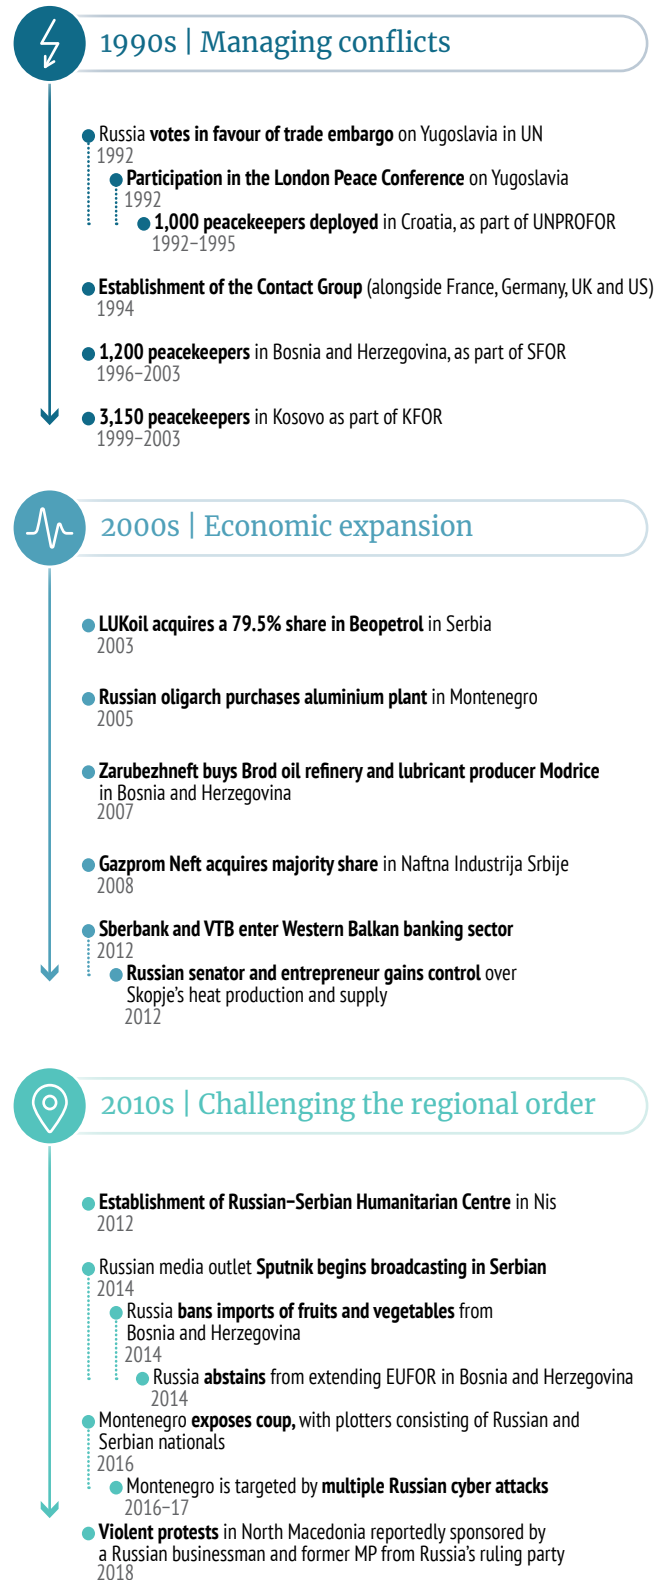 1990s | Managing conflicts
Russia votes in favour of trade embargo on Yugoslavia in UN
1992
Participation in the London Peace Conference on Yugoslavia
1992
1,000 peacekeepers deployed in Croatia, as part of UNPROFOR
1992–1995
Establishment of the Contact Group (alongside France, Germany, UK and US)
1994
1,200 peacekeepers in Bosnia and Herzegovina, as part of SFOR
1996–2003
3,150 peacekeepers in Kosovo as part of KFOR
1999–2003
2000s | Economic expansion
LUKoil acquires a 79.5% share in Beopetrol in Serbia
2003
Russian oligarch purchases aluminium plant in Montenegro
2005
Zarubezhneft buys Brod oil refinery and lubricant producer Modrice
in Bosnia and Herzegovina
2007
Gazprom Neft acquires majority share in Naftna Industrija Srbije
2008
Sberbank and VTB enter Western Balkan banking sector
2012
Russian senator and entrepreneur gains control over
Skopje's heat production and supply
2012
2010s | Challenging the regional order
Establishment of Russian–Serbian Humanitarian Centre in Nis
2012
Russian media outlet Sputnik begins broadcasting in Serbian
2014
Russia bans imports of fruits and vegetables from
Bosnia and Herzegovina
2014
Russia abstains from extending EUFOR in Bosnia and Herzegovina
2014
Montenegro exposes coup, with plotters consisting of Russian and
Serbian nationals
2016
Montenegro is targeted by multiple Russian cyber attacks
2016–17
Violent protests in North Macedonia reportedly sponsored by
a Russian businessman and former MP from Russia's ruling party
2018